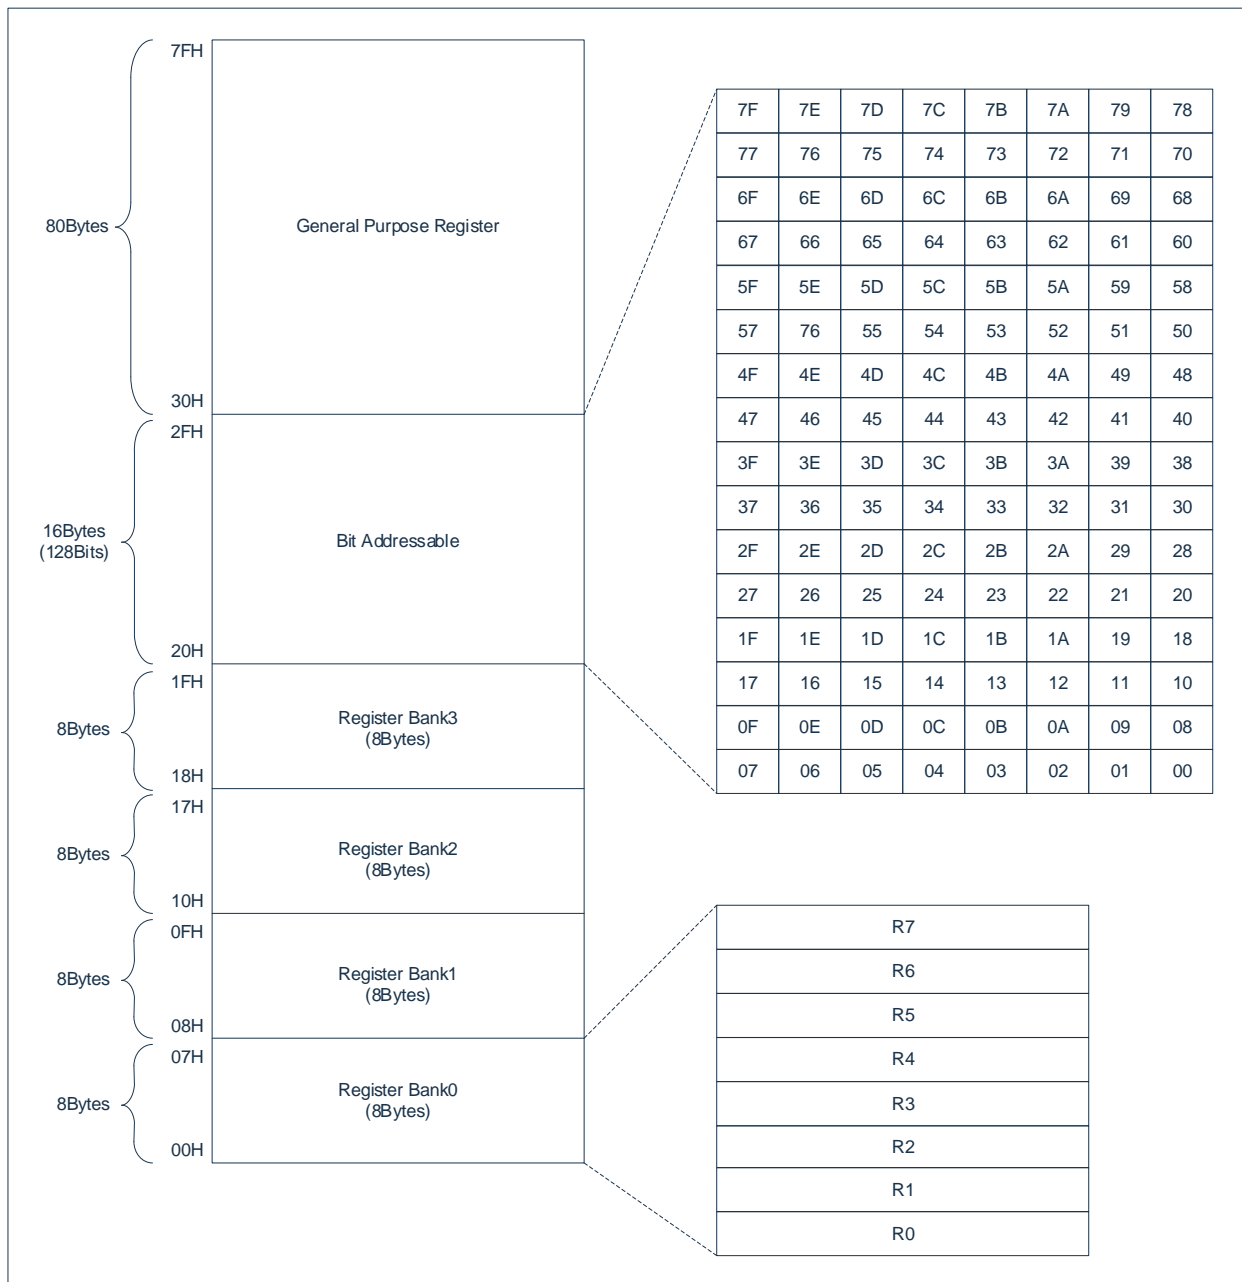 7FH
80Bytes
General Purpose Register
30H
2FH
16Bytes
(128Bits)
Bit Addressable
20H
1FH
8Bytes
Register Bank3
(8Bytes)
18H
17H
8Bytes
Register Bank2
(8Bytes)
10H
0FH
8Bytes
Register Bank1
(8Bytes)
08H
07H
8Bytes
Register Bank0
(8Bytes)
00H
7F 7E 7D 7C 7B 7A 79 78
77 76 75 74 73 72 71 70
6F 6E 6D 6C 6B 6A 69 68
67 66 65 64 63 62 61 60
5F 5E 5D 5C 5B 5A 59 58
57 76 55 54 53 52 51 50
4F 4E 4D 4C 4B 4A 49 48
47 46 45 44 43 42 41 40
3F 3E 3D 3C 3B 3A 39 38
37 36 35 34 33 32 31 30
2F 2E 2D 2C 2B 2A 29 28
27 26 25 24 23 22 21 20
1F 1E 1D 1C 1B 1A 19 18
17 16 15 14 13 12 11 10
0F 0E 0D 0C 0B 0A 09 08
07 06 05 04 03 02 01 00
R7
R6
R5
R4
R3
R2
R1
R0